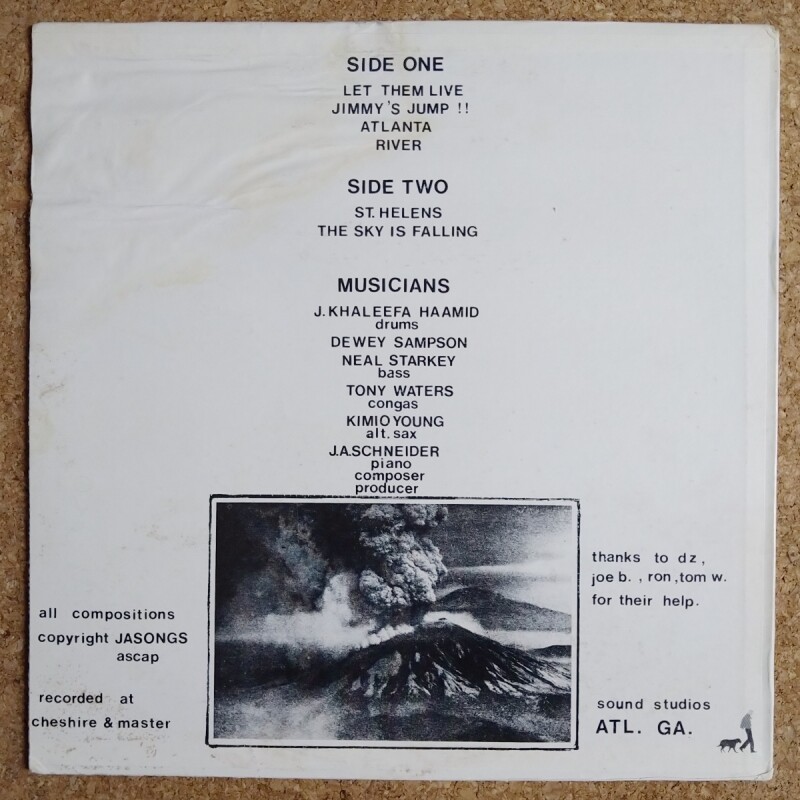 SIDE ONE
LET THEM LIVE
JIMMY'S JUMP !!
ATLANTA
RIVER
SIDE TWO
ST. HELENS
THE SKY IS FALLING
MUSICIANS
J. KHALEEFA HAAMID
drums
DEWEY SAMPSON
NEAL STARKEY
bass
TONY WATERS
congas
KIMIO YOUNG
alt. sax
J.A.SCHNEIDER
piano
composer
producer
all compositions
copyright JASONGS
ascap
recorded at
cheshire & master
thanks to dz,
joe b. , ron ,tom w.
for their help.
sound studios
ATL. GA.